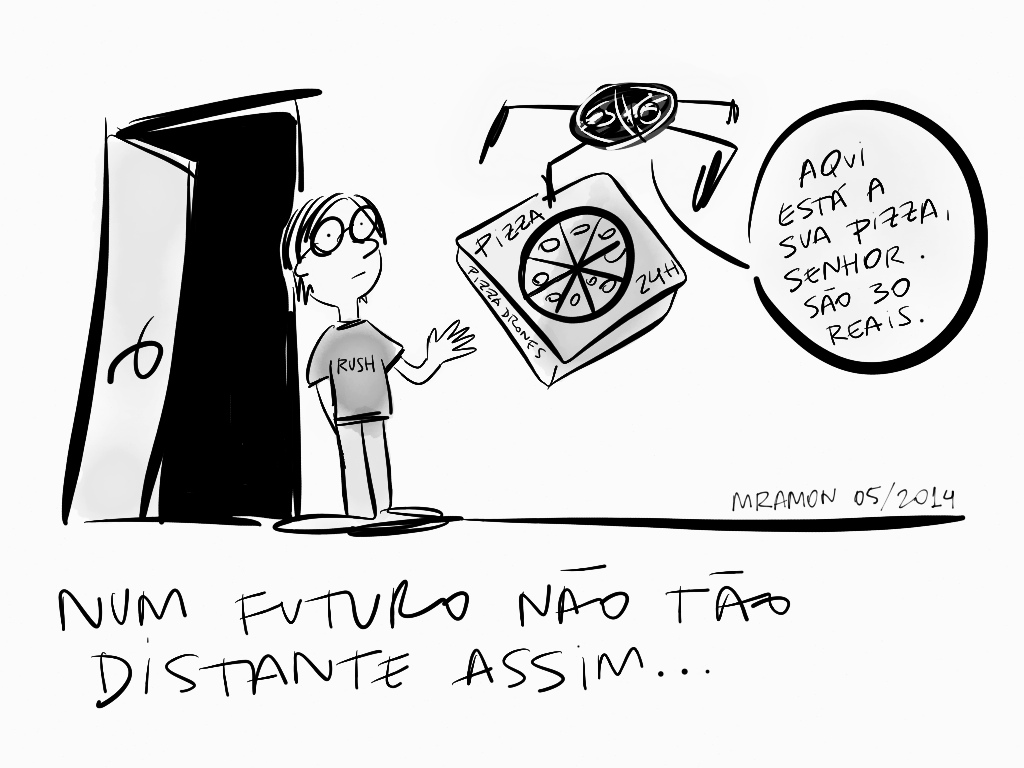 PIZZA
24H
PIZZA DRONES
RUSH
AQUI
ESTÁ A
SUA PIZZA,
SENHOR.
SÃO 30
REAIS.
MRAMON 05/2014
NUM FUTURO NÃO TÃO
DISTANTE ASSIM...